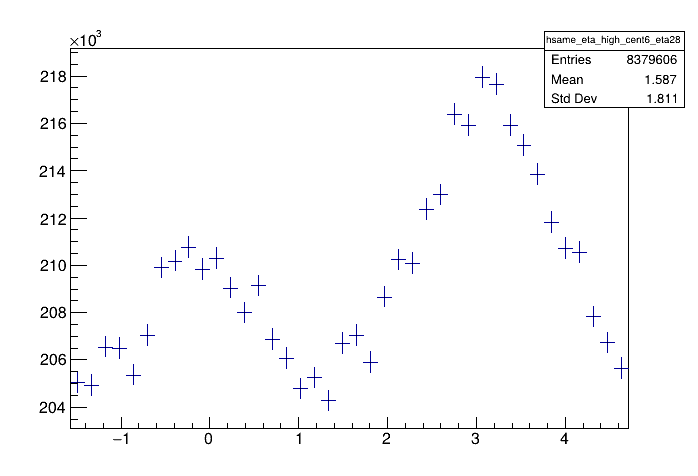 ×10³
hsame_eta_high_cent6_eta28
Entries 8379606
Mean 1.587
Std Dev 1.811
218
216
214
212
210
208
206
204
−1 0 1 2 3 4